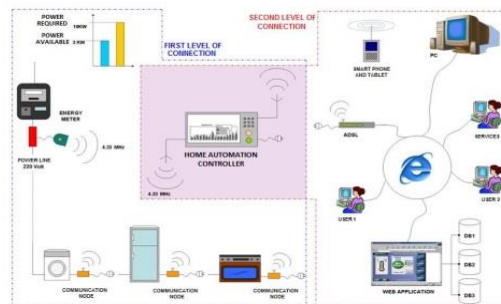 POWER
REQUIRED
10KW
POWER
AVAILABLE
3 KW
FIRST LEVEL OF
CONNECTION
SECOND LEVEL OF
CONNECTION
SMART PHONE
AND TABLET
PC
ENERGY
METER
POWER LINE
220 Volt
4.33 MHz
4.33 MHz
HOME AUTOMATION
CONTROLLER
ADSL
SERVICES
USER 1
USER 2
WEB APPLICATION
DB1
DB2
DB3
COMMUNICATION
NODE
COMMUNICATION
NODE
COMMUNICATION
NODE